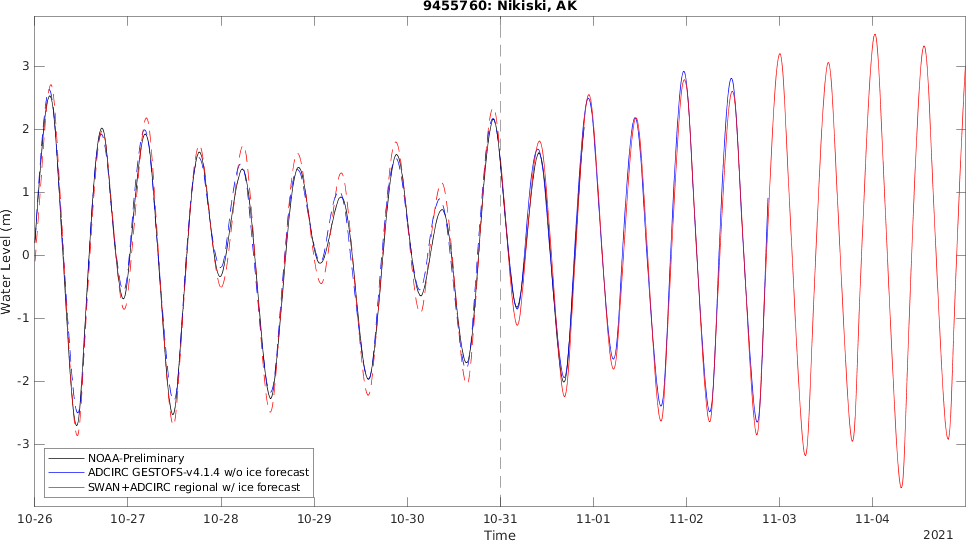 9455760: Nikiski, AK
Water Level (m)
3
2
1
0
-1
-2
-3
NOAA-Preliminary
ADCIRC GESTOFS-v4.1.4 w/o ice forecast
SWAN+ADCIRC regional w/ ice forecast
10-26 10-27 10-28 10-29 10-30 10-31 11-01 11-02 11-03 11-04
Time
2021